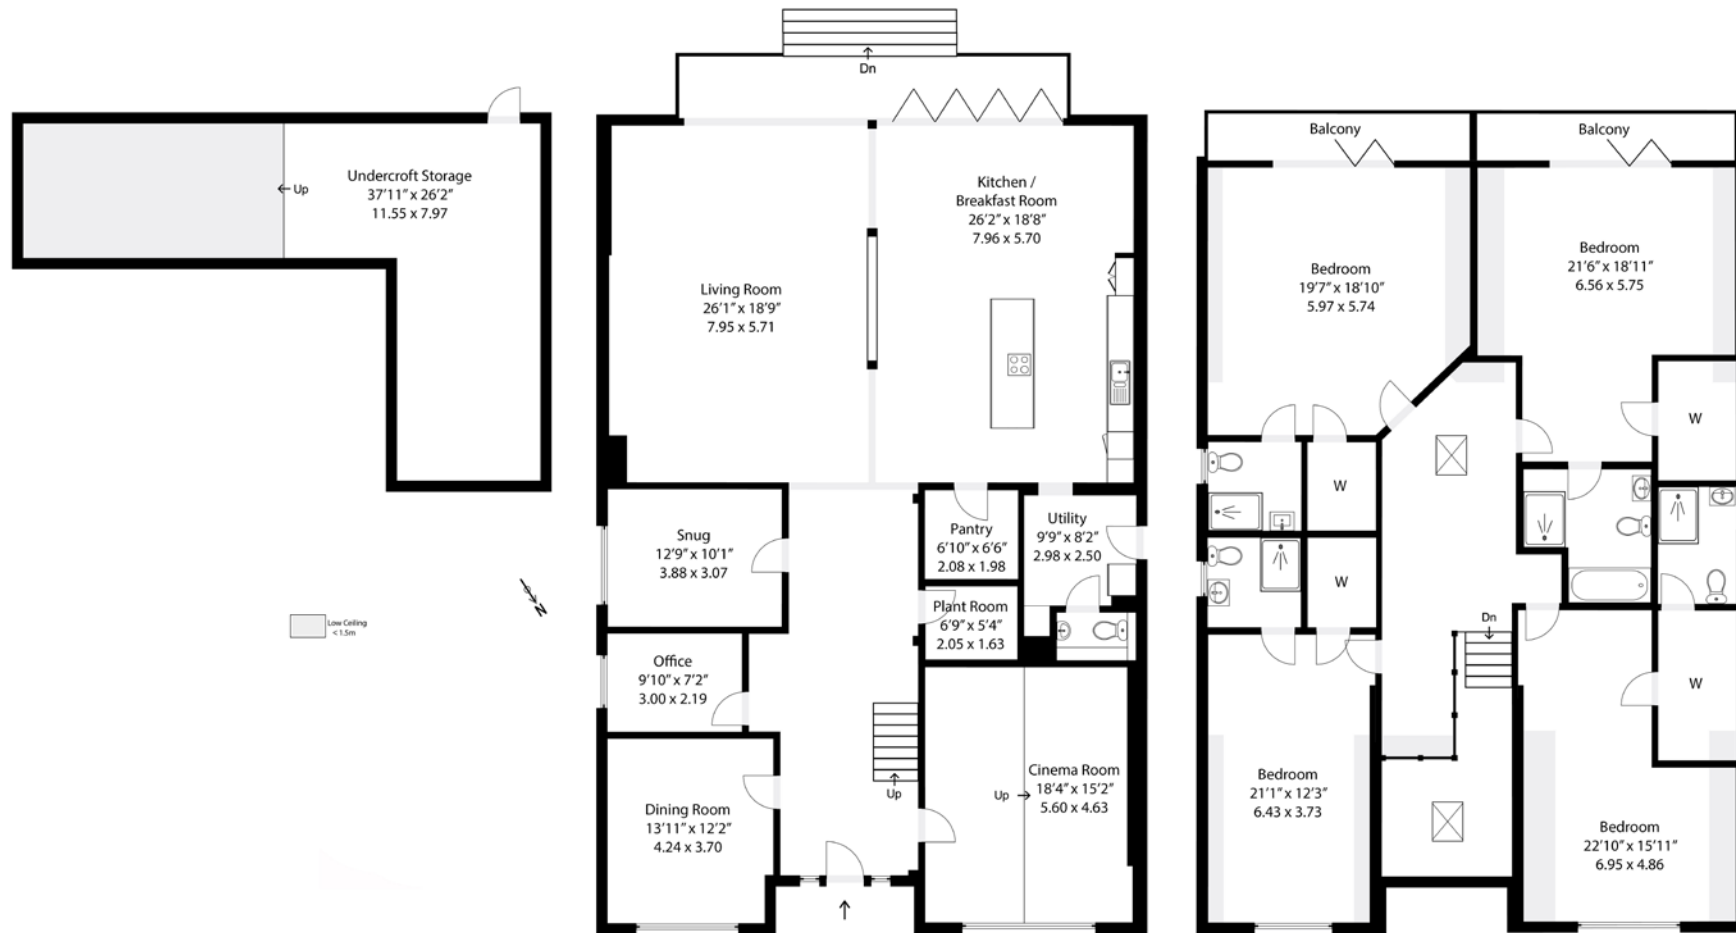 Undercroft Storage
37'11" x 26'2"
11.55 x 7.97
Up
Low Ceiling
< 1.5m
N
Dn
Kitchen /
Breakfast Room
26'2" x 18'8"
7.96 x 5.70
Living Room
26'1" x 18'9"
7.95 x 5.71
Snug
12'9" x 10'1"
3.88 x 3.07
Pantry
6'10" x 6'6"
2.08 x 1.98
Utility
9'9" x 8'2"
2.98 x 2.50
Plant Room
6'9" x 5'4"
2.05 x 1.63
Office
9'10" x 7'2"
3.00 x 2.19
Dining Room
13'11" x 12'2"
4.24 x 3.70
Up
Up
Cinema Room
18'4" x 15'2"
5.60 x 4.63
Balcony
Balcony
Bedroom
19'7" x 18'10"
5.97 x 5.74
Bedroom
21'6" x 18'11"
6.56 x 5.75
W
W
W
Dn
W
Bedroom
21'1" x 12'3"
6.43 x 3.73
Bedroom
22'10" x 15'11"
6.95 x 4.86